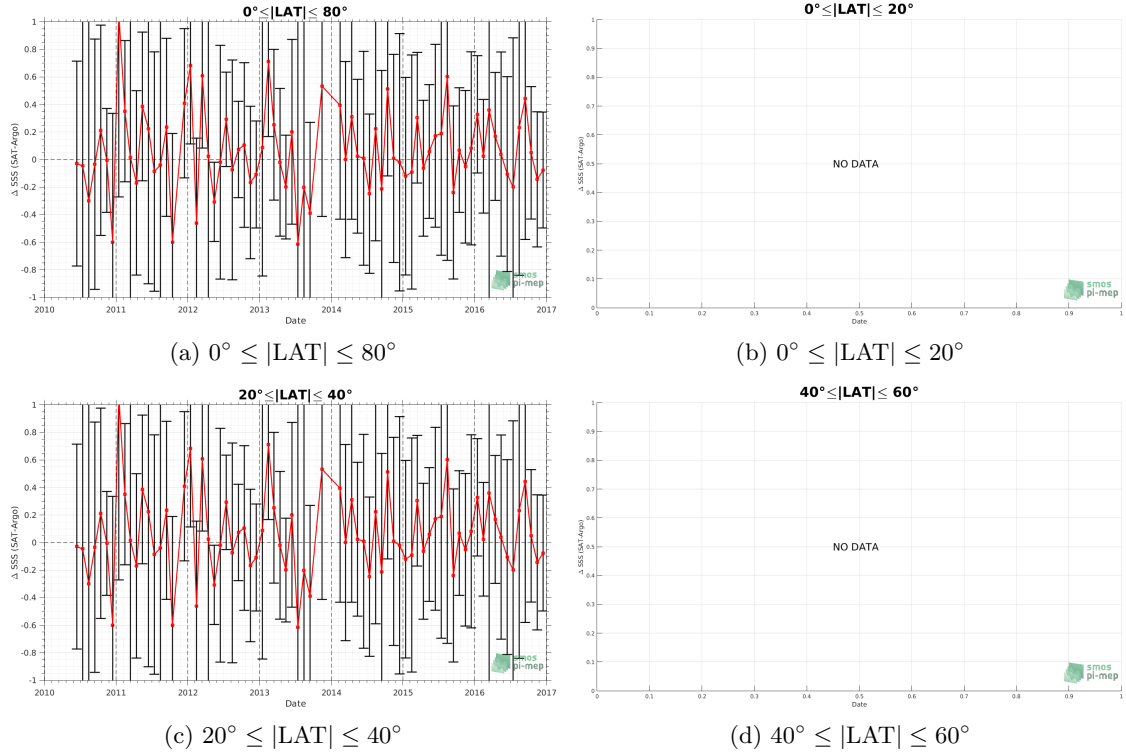 0°≤|LAT|≤ 80°
1
0.8
0.6
0.4
0.2
0
-0.2
-0.4
-0.6
-0.8
-1
Δ SSS (SAT-Argo)
2010 2011 2012 2013 2014 2015 2016 2017
Date
smos
pi-mep
(a) 0° ≤ |LAT| ≤ 80°
0°≤|LAT|≤ 20°
1
0.9
0.8
0.7
0.6
0.5
0.4
0.3
0.2
0.1
0
Δ SSS (SAT-Argo)
NO DATA
0 0.1 0.2 0.3 0.4 0.5 0.6 0.7 0.8 0.9 1
Date
smos
pi-mep
(b) 0° ≤ |LAT| ≤ 20°
20°≤|LAT|≤ 40°
1
0.8
0.6
0.4
0.2
0
-0.2
-0.4
-0.6
-0.8
-1
Δ SSS (SAT-Argo)
2010 2011 2012 2013 2014 2015 2016 2017
Date
smos
pi-mep
(c) 20° ≤ |LAT| ≤ 40°
40°≤|LAT|≤ 60°
1
0.9
0.8
0.7
0.6
0.5
0.4
0.3
0.2
0.1
0
Δ SSS (SAT-Argo)
NO DATA
0 0.1 0.2 0.3 0.4 0.5 0.6 0.7 0.8 0.9 1
Date
smos
pi-mep
(d) 40° ≤ |LAT| ≤ 60°